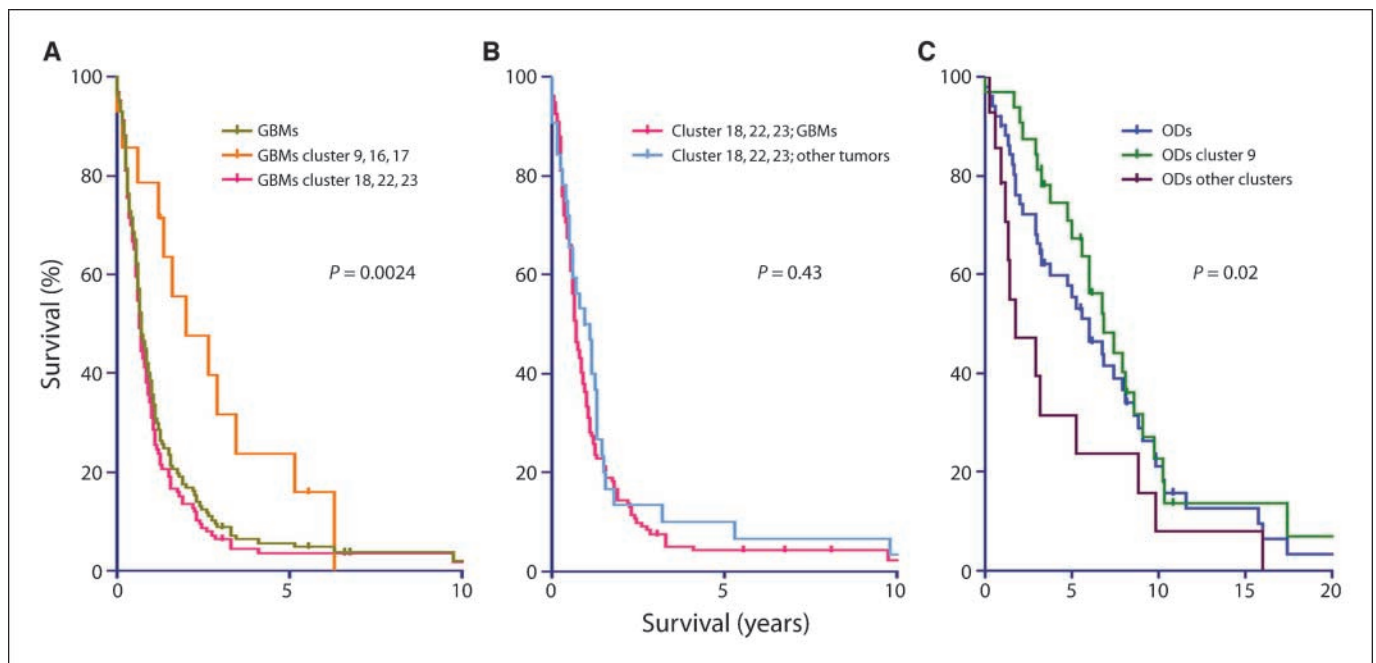 A
B
C
Survival (%)
100
80
60
40
20
0
GBMs
GBMs cluster 9, 16, 17
GBMs cluster 18, 22, 23
P = 0.0024
0
5
10
100
80
60
40
20
0
Cluster 18, 22, 23; GBMs
Cluster 18, 22, 23; other tumors
P = 0.43
0
5
10
100
80
60
40
20
0
ODs
ODs cluster 9
ODs other clusters
P = 0.02
0
5
10
15
20
Survival (years)